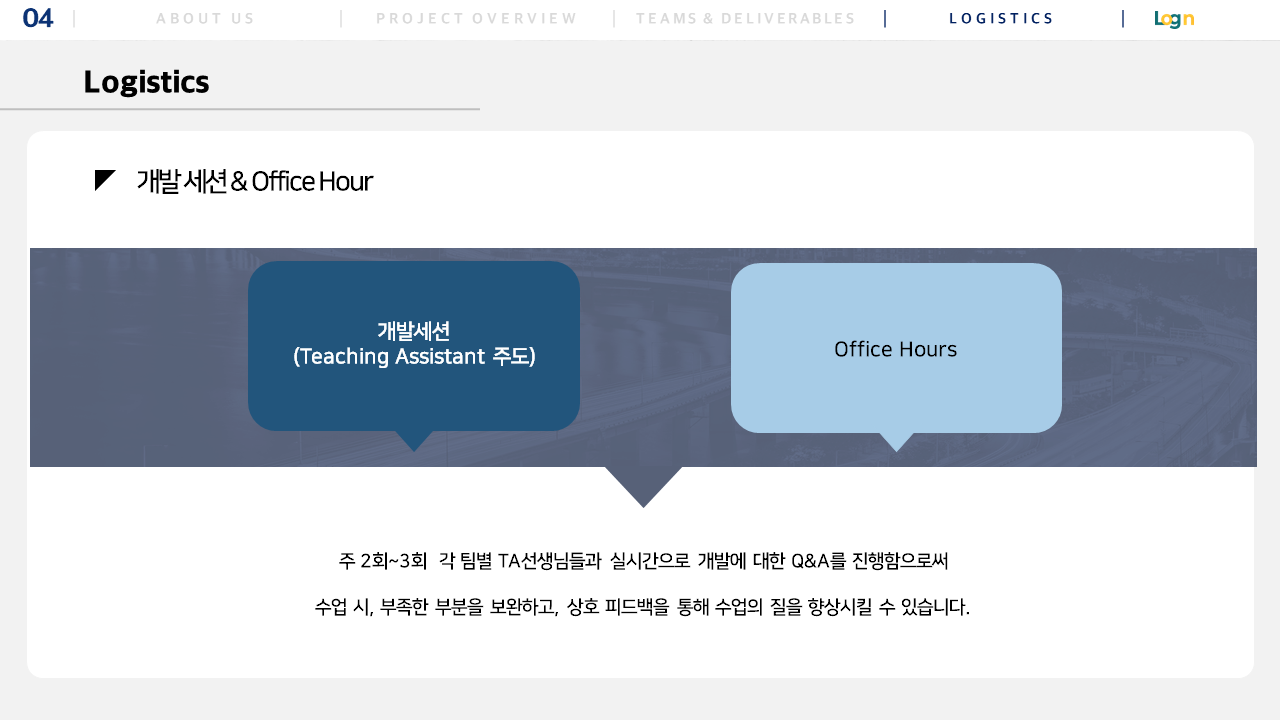 04
ABOUT US
PROJECT OVERVIEW
TEAMS & DELIVERABLES
LOGISTICS
Login
Logistics
개발 세션 & Office Hour
개발세션
(Teaching Assistant 주도)
Office Hours
주 2회~3회 각 팀별 TA선생님들과 실시간으로 개발에 대한 Q&A를 진행함으로써
수업 시, 부족한 부분을 보완하고, 상호 피드백을 통해 수업의 질을 향상시킬 수 있습니다.